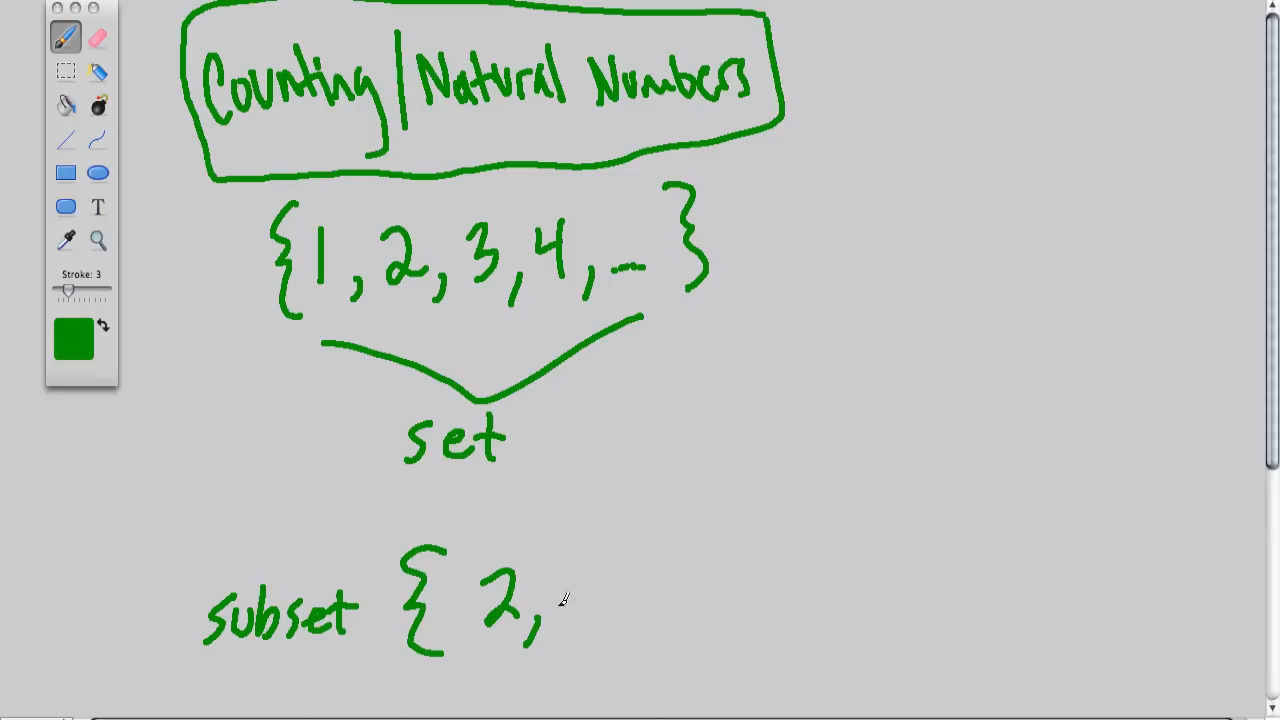 Counting/Natural Numbers
T
Stroke: 3
{1, 2, 3, 4, ... }
set
subset { 2,